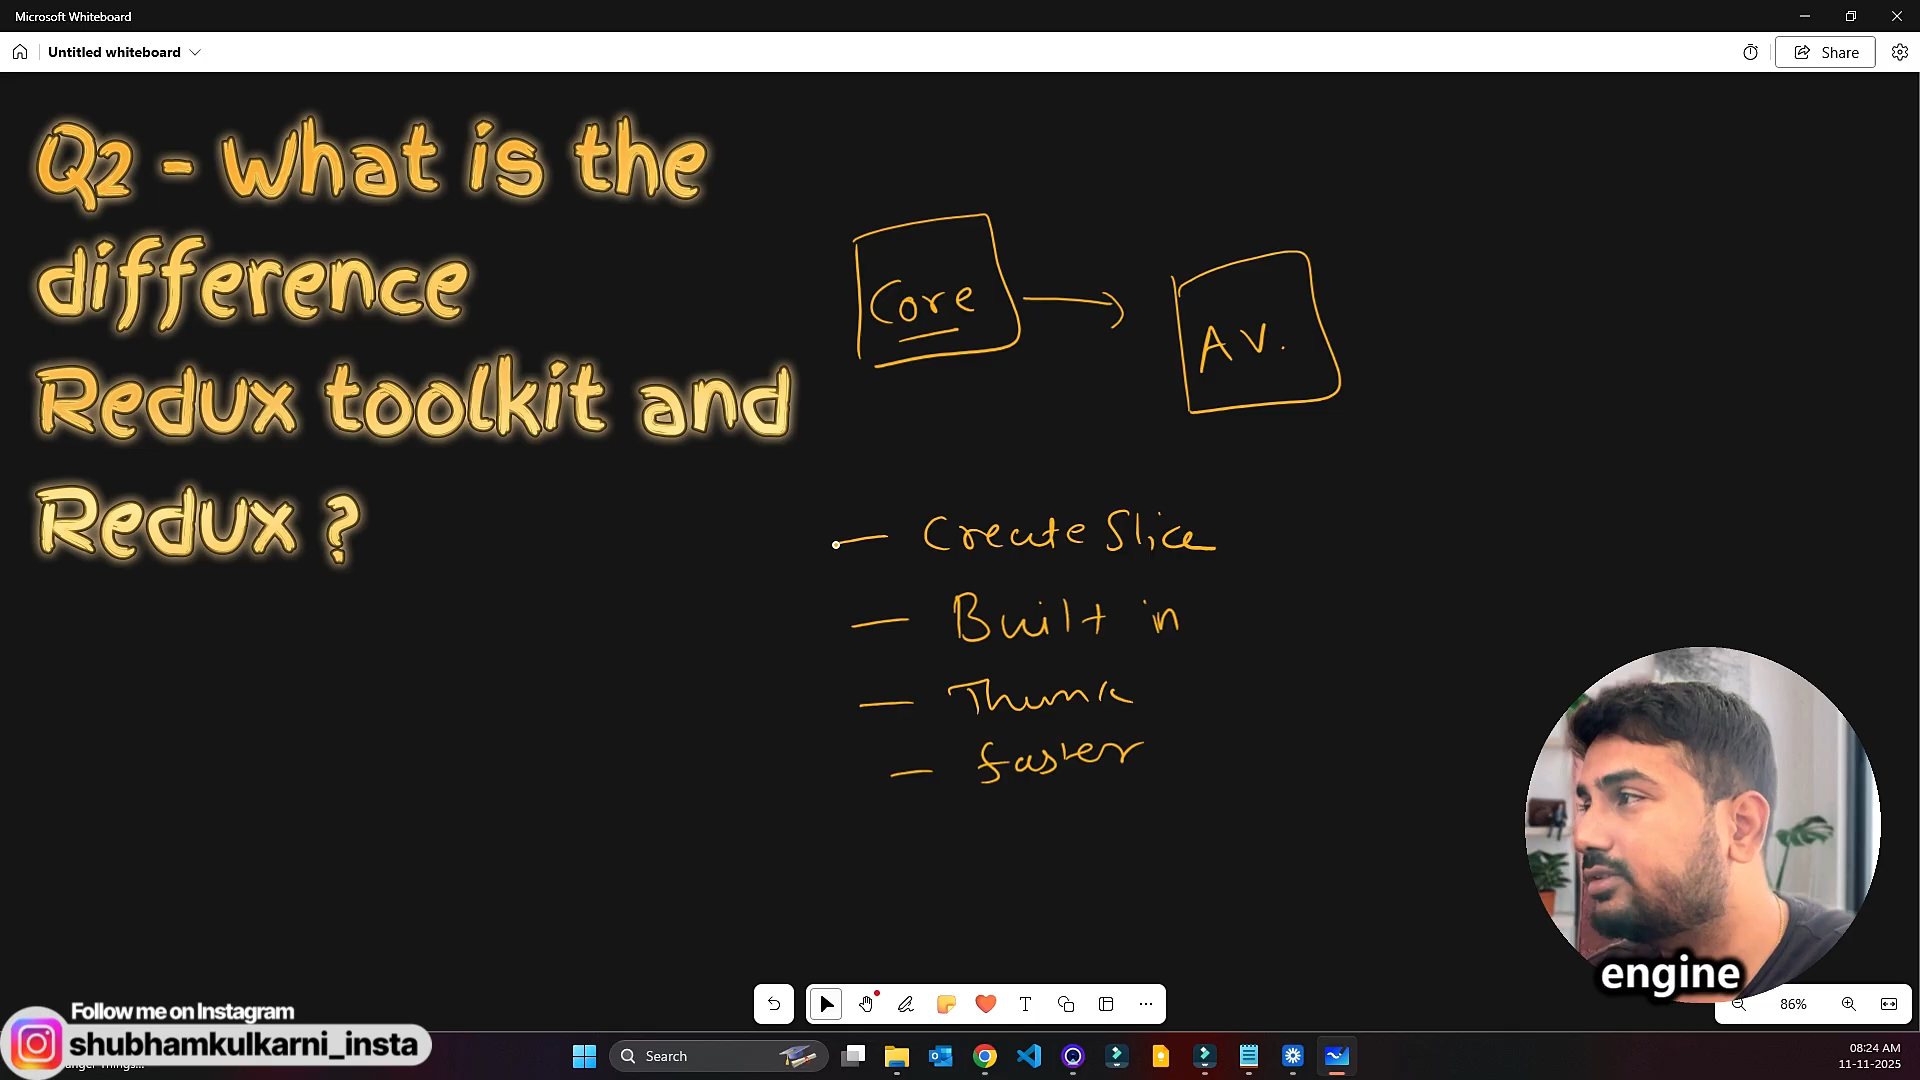 Microsoft Whiteboard
Untitled whiteboard
Share
Q2 - What is the
difference
Redux toolkit and
Redux ?
Core
AV.
— Create Slice
— Built in
— Thunk
— faster
engine
86%
Follow me on Instagram
shubhamkulkarni_insta
Search
08:24 AM
11-11-2025